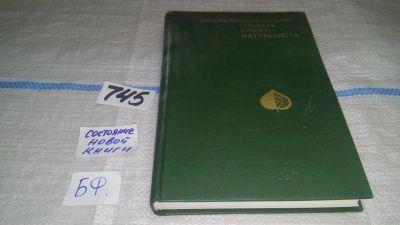 ЭНЦИКЛОПЕДИЧЕСКИЙ
СЛОВАРЬ
ЮНОГО
НАТУРАЛИСТА
745
СОСТОЯНИЕ
НОВОЙ
КНИГИ
БФ.